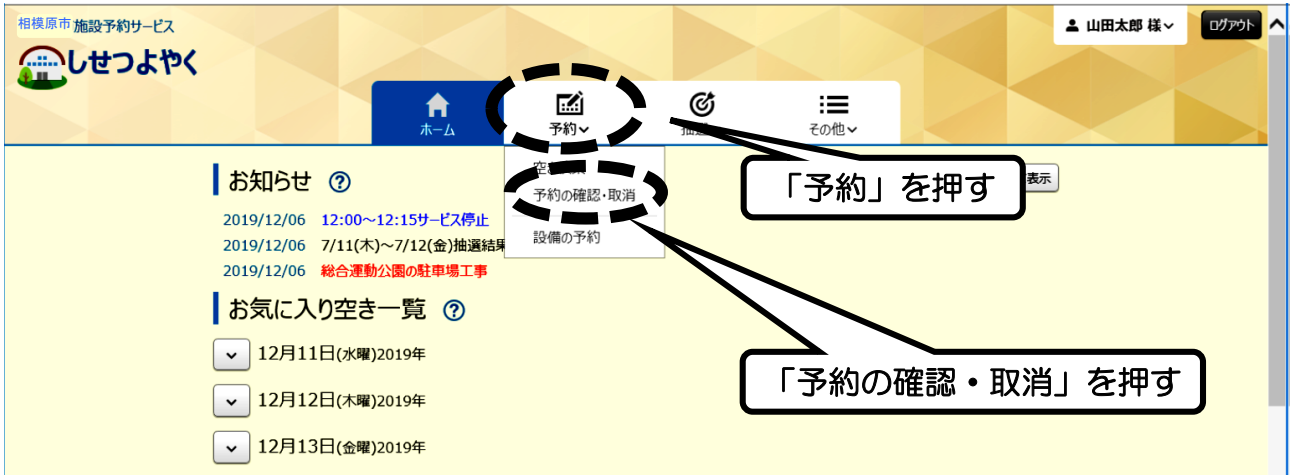 相模原市 施設予約サービス
山田太郎 様
ログアウト
しせつよやく
ホーム
予約
その他
「予約」を押す
お知らせ ?
表示
予約の確認・取消
2019/12/06 12:00～12:15サービス停止
設備の予約
2019/12/06 7/11(木)～7/12(金)抽選結果
2019/12/06 総合運動公園の駐車場工事
お気に入り空き一覧 ?
12月11日(水曜)2019年
「予約の確認・取消」を押す
12月12日(木曜)2019年
12月13日(金曜)2019年